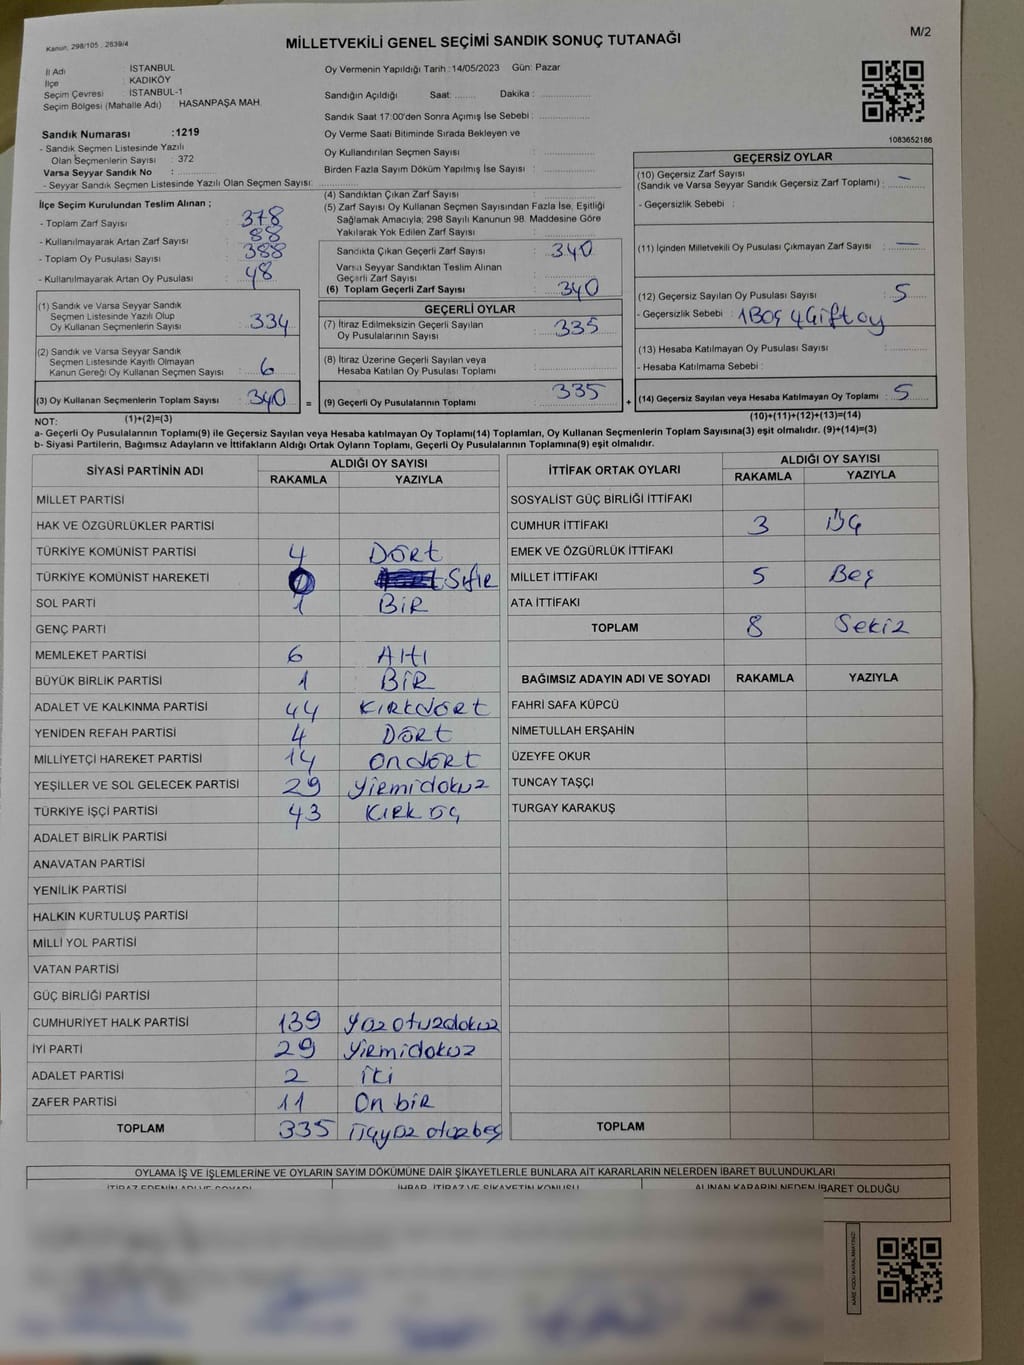 Kanun, 298/105 , 2839/4
MİLLETVEKİLİ GENEL SEÇİMİ SANDIK SONUÇ TUTANAĞI
M/2
İl Adı : İSTANBUL
İlçe : KADIKÖY
Seçim Çevresi : İSTANBUL-1
Seçim Bölgesi (Mahalle Adı) : HASANPAŞA MAH.
Sandık Numarası :1219
- Sandık Seçmen Listesinde Yazılı
Olan Seçmenlerin Sayısı : 372
Varsa Seyyar Sandık No : ..............
- Seyyar Sandık Seçmen Listesinde Yazılı Olan Seçmen Sayısı: ..............
Oy Vermenin Yapıldığı Tarih :14/05/2023 Gün: Pazar
Sandığın Açıldığı Saat: ........ Dakika : ..............
Sandık Saat 17:00'den Sonra Açımış İse Sebebi : ..............
Oy Verme Saati Bitiminde Sırada Bekleyen ve
Oy Kullandırılan Seçmen Sayısı : ..............
Birden Fazla Sayım Döküm Yapılmış İse Sayısı : ..............
1083652186
İlçe Seçim Kurulundan Teslim Alınan ;
- Toplam Zarf Sayısı : 378
- Kullanılmayarak Artan Zarf Sayısı : 88
- Toplam Oy Pusulası Sayısı : 388
- Kullanılmayarak Artan Oy Pusulası : 48
(1) Sandık ve Varsa Seyyar Sandık
Seçmen Listesinde Yazılı Olup
Oy Kullanan Seçmenlerin Sayısı : 334
(2) Sandık ve Varsa Seyyar Sandık
Seçmen Listesinde Kayıtlı Olmayan
Kanun Gereği Oy Kullanan Seçmen Sayısı : 6
(3) Oy Kullanan Seçmenlerin Toplam Sayısı : 340
=
(4) Sandıktan Çıkan Zarf Sayısı : ..............
(5) Zarf Sayısı Oy Kullanan Seçmen Sayısından Fazla İse, Eşitliği
Sağlamak Amacıyla; 298 Sayılı Kanunun 98. Maddesine Göre
Yakılarak Yok Edilen Zarf Sayısı : ..............
Sandıkta Çıkan Geçerli Zarf Sayısı : 340
Varsa Seyyar Sandıktan Teslim Alınan
Geçerli Zarf Sayısı : ..............
(6) Toplam Geçerli Zarf Sayısı : 340
GEÇERLİ OYLAR
(7) İtiraz Edilmeksizin Geçerli Sayılan
Oy Pusulalarının Sayısı : 335
(8) İtiraz Üzerine Geçerli Sayılan veya
Hesaba Katılan Oy Pusulası Toplamı : ..............
(9) Geçerli Oy Pusulalarının Toplamı : 335
+
GEÇERSİZ OYLAR
(10) Geçersiz Zarf Sayısı
(Sandık ve Varsa Seyyar Sandık Geçersiz Zarf Toplamı) : —
- Geçersizlik Sebebi :
(11) İçinden Milletvekili Oy Pusulası Çıkmayan Zarf Sayısı : —
(12) Geçersiz Sayılan Oy Pusulası Sayısı : 5
- Geçersizlik Sebebi : 1 Boş 4 Çift oy
(13) Hesaba Katılmayan Oy Pusulası Sayısı : ..............
- Hesaba Katılmama Sebebi :
(14) Geçersiz Sayılan veya Hesaba Katılmayan Oy Toplamı : 5
NOT: (1)+(2)=(3)
(10)+(11)+(12)+(13)=(14)
a- Geçerli Oy Pusulalarının Toplamı(9) ile Geçersiz Sayılan veya Hesaba katılmayan Oy Toplamı(14) Toplamları, Oy Kullanan Seçmenlerin Toplam Sayısına(3) eşit olmalıdır. (9)+(14)=(3)
b- Siyasi Partilerin, Bağımsız Adayların ve İttifakların Aldığı Ortak Oyların Toplamı, Geçerli Oy Pusulalarının Toplamına(9) eşit olmalıdır.
SİYASİ PARTİNİN ADI ALDIĞI OY SAYISI
RAKAMLA YAZIYLA
MİLLET PARTİSİ
HAK VE ÖZGÜRLÜKLER PARTİSİ
TÜRKİYE KOMÜNİST PARTİSİ 4 Dört
TÜRKİYE KOMÜNİST HAREKETİ 0 Sıfır
SOL PARTİ 1 Bir
GENÇ PARTİ
MEMLEKET PARTİSİ 6 Altı
BÜYÜK BİRLİK PARTİSİ 1 Bir
ADALET VE KALKINMA PARTİSİ 44 Kırkdört
YENİDEN REFAH PARTİSİ 4 Dört
MİLLİYETÇİ HAREKET PARTİSİ 14 Ondört
YEŞİLLER VE SOL GELECEK PARTİSİ 29 Yirmidokuz
TÜRKİYE İŞÇİ PARTİSİ 43 Kırk üç
ADALET BİRLİK PARTİSİ
ANAVATAN PARTİSİ
YENİLİK PARTİSİ
HALKIN KURTULUŞ PARTİSİ
MİLLİ YOL PARTİSİ
VATAN PARTİSİ
GÜÇ BİRLİĞİ PARTİSİ
CUMHURİYET HALK PARTİSİ 139 Yüz otuzdokuz
İYİ PARTİ 29 Yirmidokuz
ADALET PARTİSİ 2 iki
ZAFER PARTİSİ 11 On bir
TOPLAM 335 Üçyüz otuzbeş
İTTİFAK ORTAK OYLARI ALDIĞI OY SAYISI
RAKAMLA YAZIYLA
SOSYALİST GÜÇ BİRLİĞİ İTTİFAKI
CUMHUR İTTİFAKI 3 Üç
EMEK VE ÖZGÜRLÜK İTTİFAKI
MİLLET İTTİFAKI 5 Beş
ATA İTTİFAKI
TOPLAM 8 Sekiz
BAĞIMSIZ ADAYIN ADI VE SOYADI RAKAMLA YAZIYLA
FAHRİ SAFA KÜPCÜ
NİMETULLAH ERŞAHİN
ÜZEYFE OKUR
TUNCAY TAŞÇI
TURGAY KARAKUŞ
TOPLAM
OYLAMA İŞ VE İŞLEMLERİNE VE OYLARIN SAYIM DÖKÜMÜNE DAİR ŞİKAYETLERLE BUNLARA AİT KARARLARIN NELERDEN İBARET BULUNDUKLARI
İTİRAZ EDENİN ADI VE SOYADI İHBAR, İTİRAZ VE ŞİKAYETİN KONUSU ALINAN KARARIN NEDEN İBARET OLDUĞU
KARE KODU KARALAMAYINIZ!